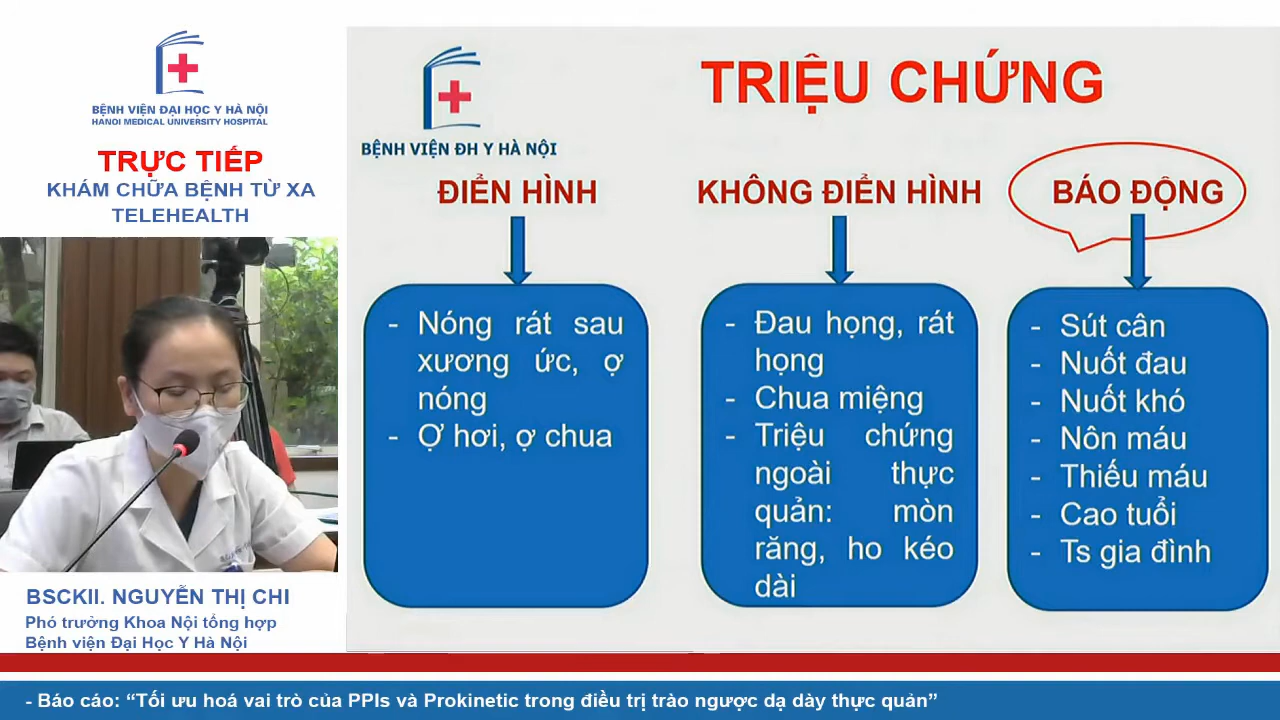 BỆNH VIỆN ĐẠI HỌC Y HÀ NỘI
HANOI MEDICAL UNIVERSITY HOSPITAL
TRỰC TIẾP
KHÁM CHỮA BỆNH TỪ XA
TELEHEALTH
BSCKII. NGUYỄN THỊ CHI
Phó trưởng Khoa Nội tổng hợp
Bệnh viện Đại Học Y Hà Nội
BỆNH VIỆN ĐH Y HÀ NỘI
TRIỆU CHỨNG
ĐIỂN HÌNH
- Nóng rát sau
xương ức, ợ
nóng
- Ợ hơi, ợ chua
KHÔNG ĐIỂN HÌNH
- Đau họng, rát
họng
- Chua miệng
- Triệu chứng
ngoài thực
quản: mòn
răng, ho kéo
dài
BÁO ĐỘNG
- Sút cân
- Nuốt đau
- Nuốt khó
- Nôn máu
- Thiếu máu
- Cao tuổi
- Ts gia đình
- Báo cáo: “Tối ưu hoá vai trò của PPIs và Prokinetic trong điều trị trào ngược dạ dày thực quản”